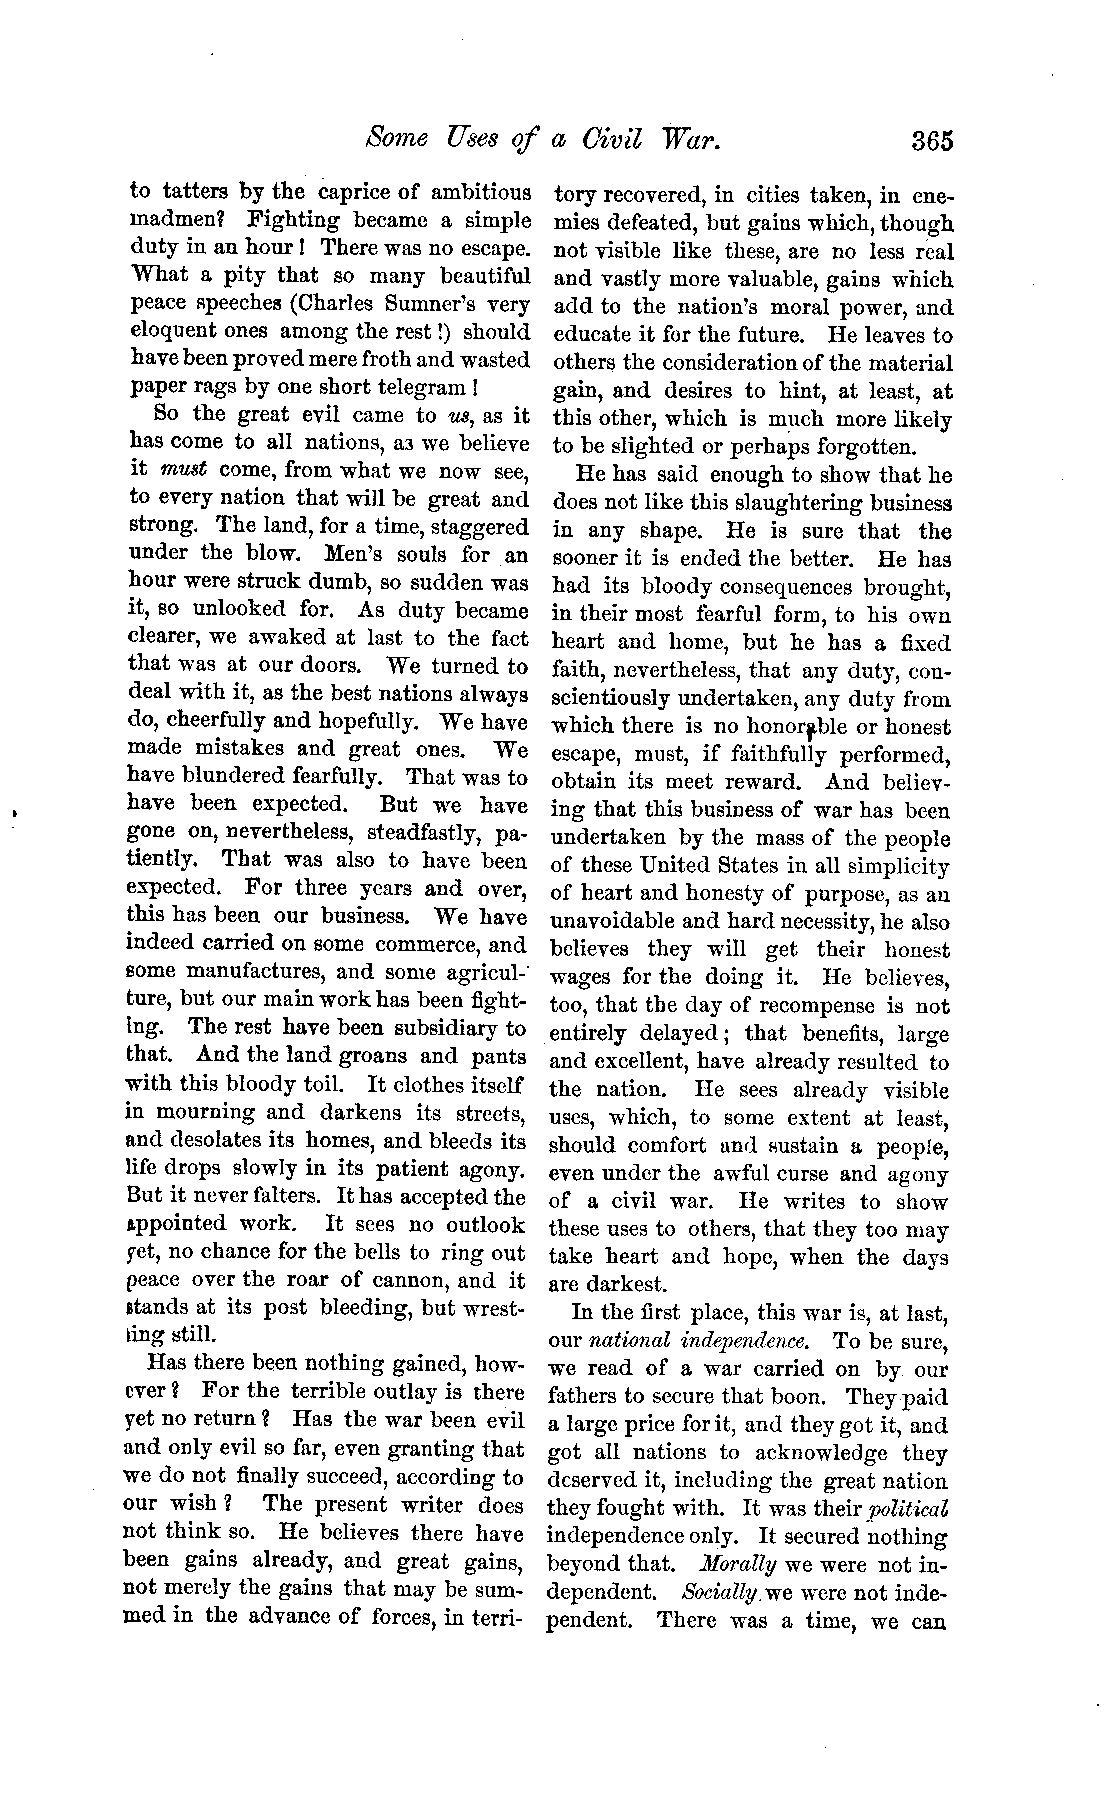 Some Uses of a Civil War. 365
to tatters by the caprice of ambitious
madmen? Fighting became a simple
duty in an hour! There was no escape.
What a pity that so many beautiful
peace speeches (Charles Sumner's very
eloquent ones among the rest!) should
have been proved mere froth and wasted
paper rags by one short telegram!
So the great evil came to us, as it
has come to all nations, as we believe
it must come, from what we now see,
to every nation that will be great and
strong. The land, for a time, staggered
under the blow. Men's souls for an
hour were struck dumb, so sudden was
it, so unlooked for. As duty became
clearer, we awaked at last to the fact
that was at our doors. We turned to
deal with it, as the best nations always
do, cheerfully and hopefully. We have
made mistakes and great ones. We
have blundered fearfully. That was to
have been expected. But we have
gone on, nevertheless, steadfastly, pa-
tiently. That was also to have been
expected. For three years and over,
this has been our business. We have
indeed carried on some commerce, and
some manufactures, and some agricul-
ture, but our main work has been fight-
ing. The rest have been subsidiary to
that. And the land groans and pants
with this bloody toil. It clothes itself
in mourning and darkens its streets,
and desolates its homes, and bleeds its
life drops slowly in its patient agony.
But it never falters. It has accepted the
appointed work. It sees no outlook
yet, no chance for the bells to ring out
peace over the roar of cannon, and it
stands at its post bleeding, but wrest-
ling still.
Has there been nothing gained, how-
ever? For the terrible outlay is there
yet no return? Has the war been evil
and only evil so far, even granting that
we do not finally succeed, according to
our wish? The present writer does
not think so. He believes there have
been gains already, and great gains,
not merely the gains that may be sum-
med in the advance of forces, in terri-
tory recovered, in cities taken, in ene-
mies defeated, but gains which, though
not visible like these, are no less real
and vastly more valuable, gains which
add to the nation's moral power, and
educate it for the future. He leaves to
others the consideration of the material
gain, and desires to hint, at least, at
this other, which is much more likely
to be slighted or perhaps forgotten.
He has said enough to show that he
does not like this slaughtering business
in any shape. He is sure that the
sooner it is ended the better. He has
had its bloody consequences brought,
in their most fearful form, to his own
heart and home, but he has a fixed
faith, nevertheless, that any duty, con-
scientiously undertaken, any duty from
which there is no honorable or honest
escape, must, if faithfully performed,
obtain its meet reward. And believ-
ing that this business of war has been
undertaken by the mass of the people
of these United States in all simplicity
of heart and honesty of purpose, as an
unavoidable and hard necessity, he also
believes they will get their honest
wages for the doing it. He believes,
too, that the day of recompense is not
entirely delayed; that benefits, large
and excellent, have already resulted to
the nation. He sees already visible
uses, which, to some extent at least,
should comfort and sustain a people,
even under the awful curse and agony
of a civil war. He writes to show
these uses to others, that they too may
take heart and hope, when the days
are darkest.
In the first place, this war is, at last,
our national independence. To be sure,
we read of a war carried on by our
fathers to secure that boon. They paid
a large price for it, and they got it, and
got all nations to acknowledge they
deserved it, including the great nation
they fought with. It was their political
independence only. It secured nothing
beyond that. Morally we were not in-
dependent. Socially we were not inde-
pendent. There was a time, we can